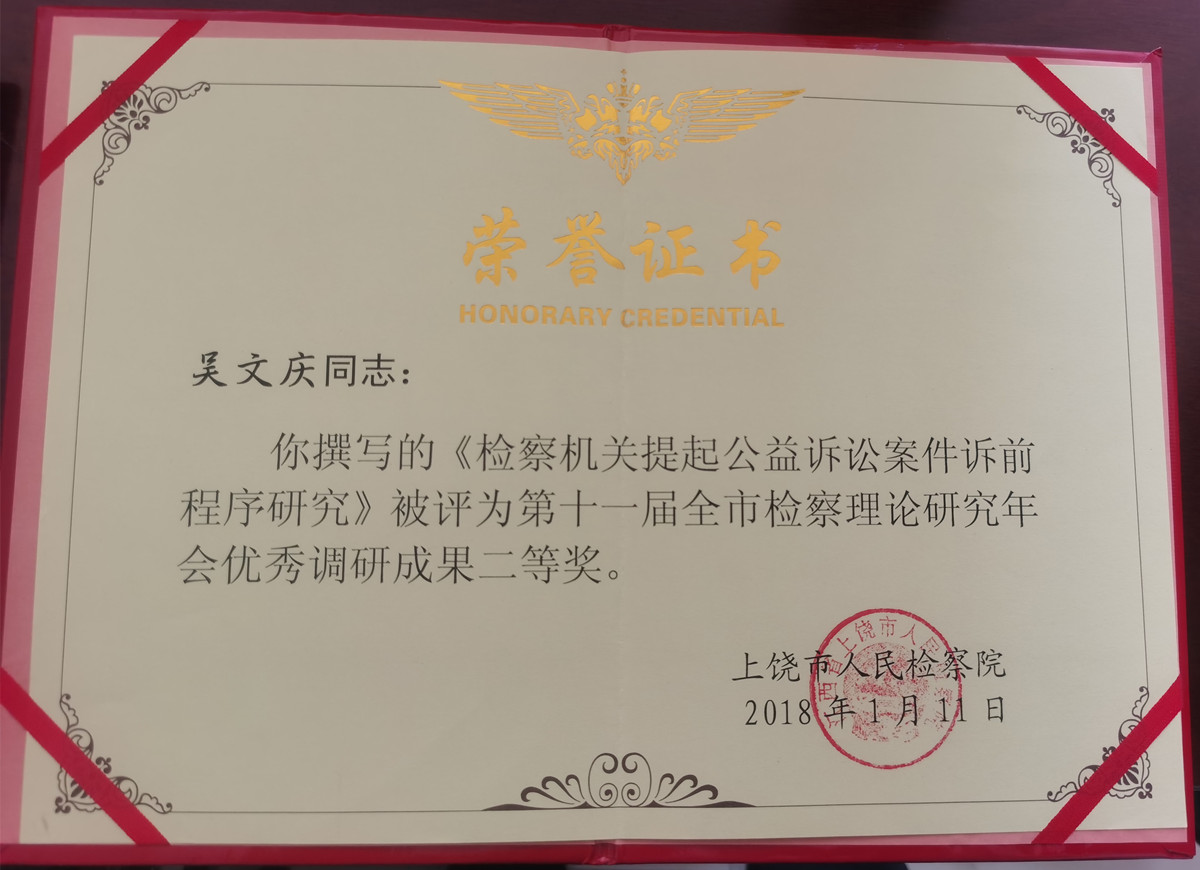 荣誉证书
HONORARY CREDENTIAL
吴文庆同志：
你撰写的《检察机关提起公益诉讼案件诉前
程序研究》被评为第十一届全市检察理论研究年
会优秀调研成果二等奖。
上饶市人民检察院
2018年1月11日